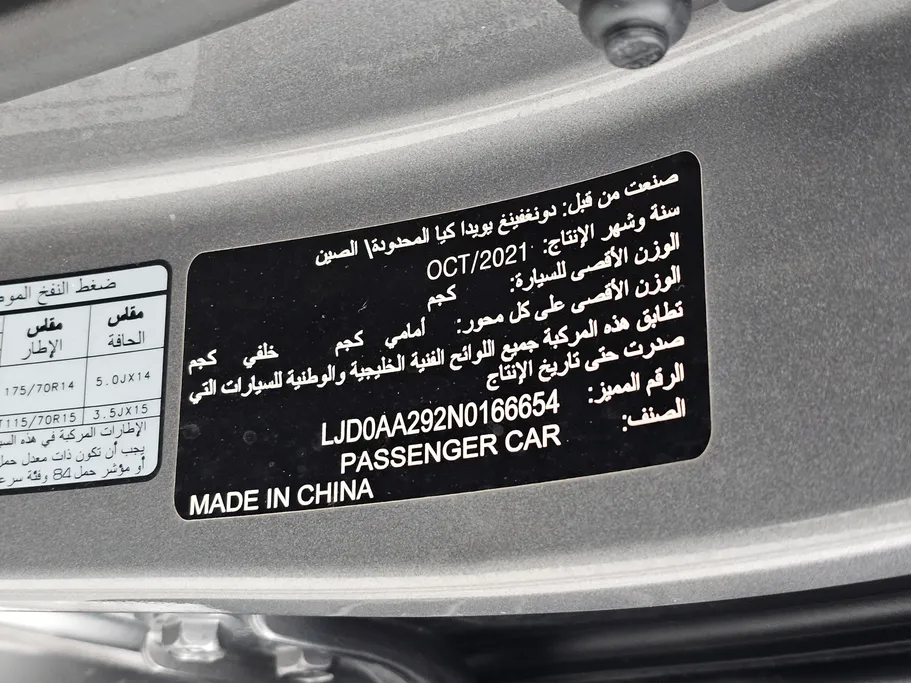 صنعت من قبل: دونغفينغ يويدا كيا المحدودة\ الصين
سنة وشهر الإنتاج: OCT/2021
الوزن الأقصى للسيارة: كجم
الوزن الأقصى على كل محور: أمامي كجم خلفي كجم
تطابق هذه المركبة جميع اللوائح الفنية الخليجية والوطنية للسيارات التي
صدرت حتى تاريخ الإنتاج
الرقم المميز: LJD0AA292N0166654
الصنف: PASSENGER CAR
MADE IN CHINA
ضغط النفخ
مقاس الحافة
مقاس الإطار
5.0JX14 175/70R14
3.5JX15 T115/70R15
الإطارات المركبة في هذه
يجب أن تكون ذات معدل حمل
أو مؤشر حمل 84 وفئة